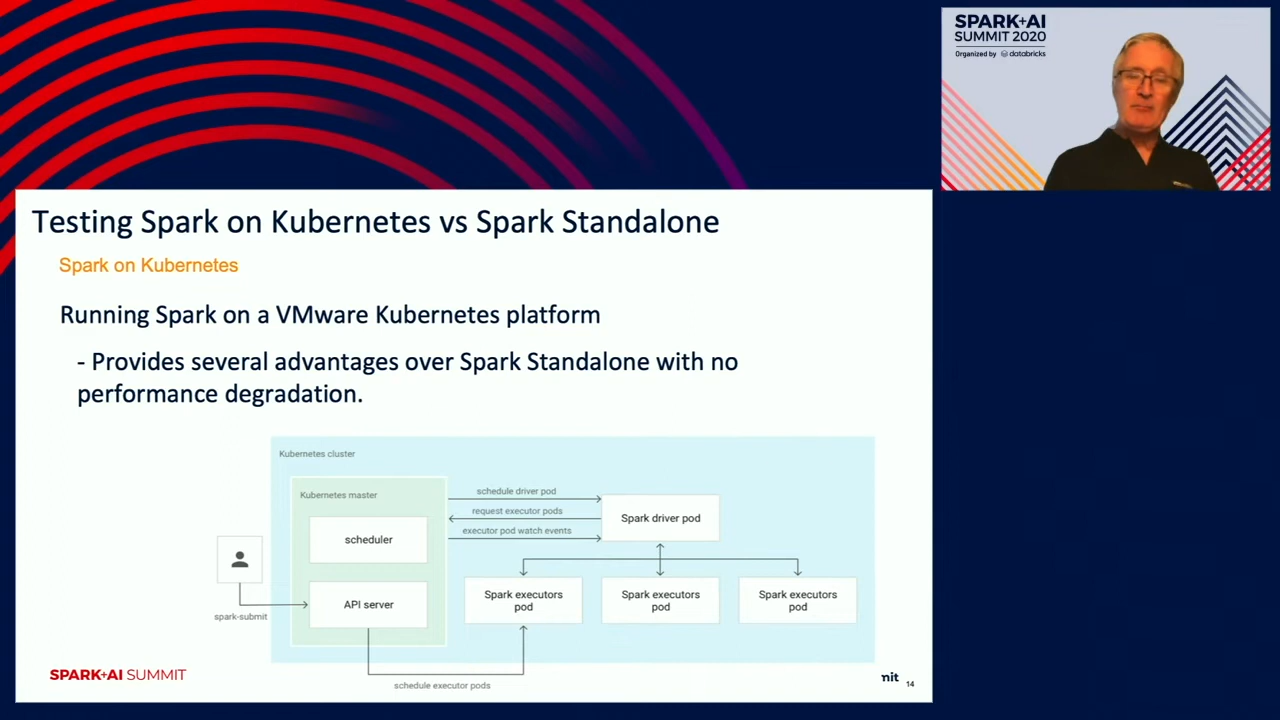 SPARK+AI
SUMMIT 2020
Organized by databricks
Testing Spark on Kubernetes vs Spark Standalone
Spark on Kubernetes
Running Spark on a VMware Kubernetes platform
- Provides several advantages over Spark Standalone with no
performance degradation.
Kubernetes cluster
Kubernetes master
scheduler
API server
spark-submit
schedule driver pod
request executor pods
executor pod watch events
Spark driver pod
Spark executors
pod
Spark executors
pod
Spark executors
pod
schedule executor pods
SPARK+AI SUMMIT
nit
14